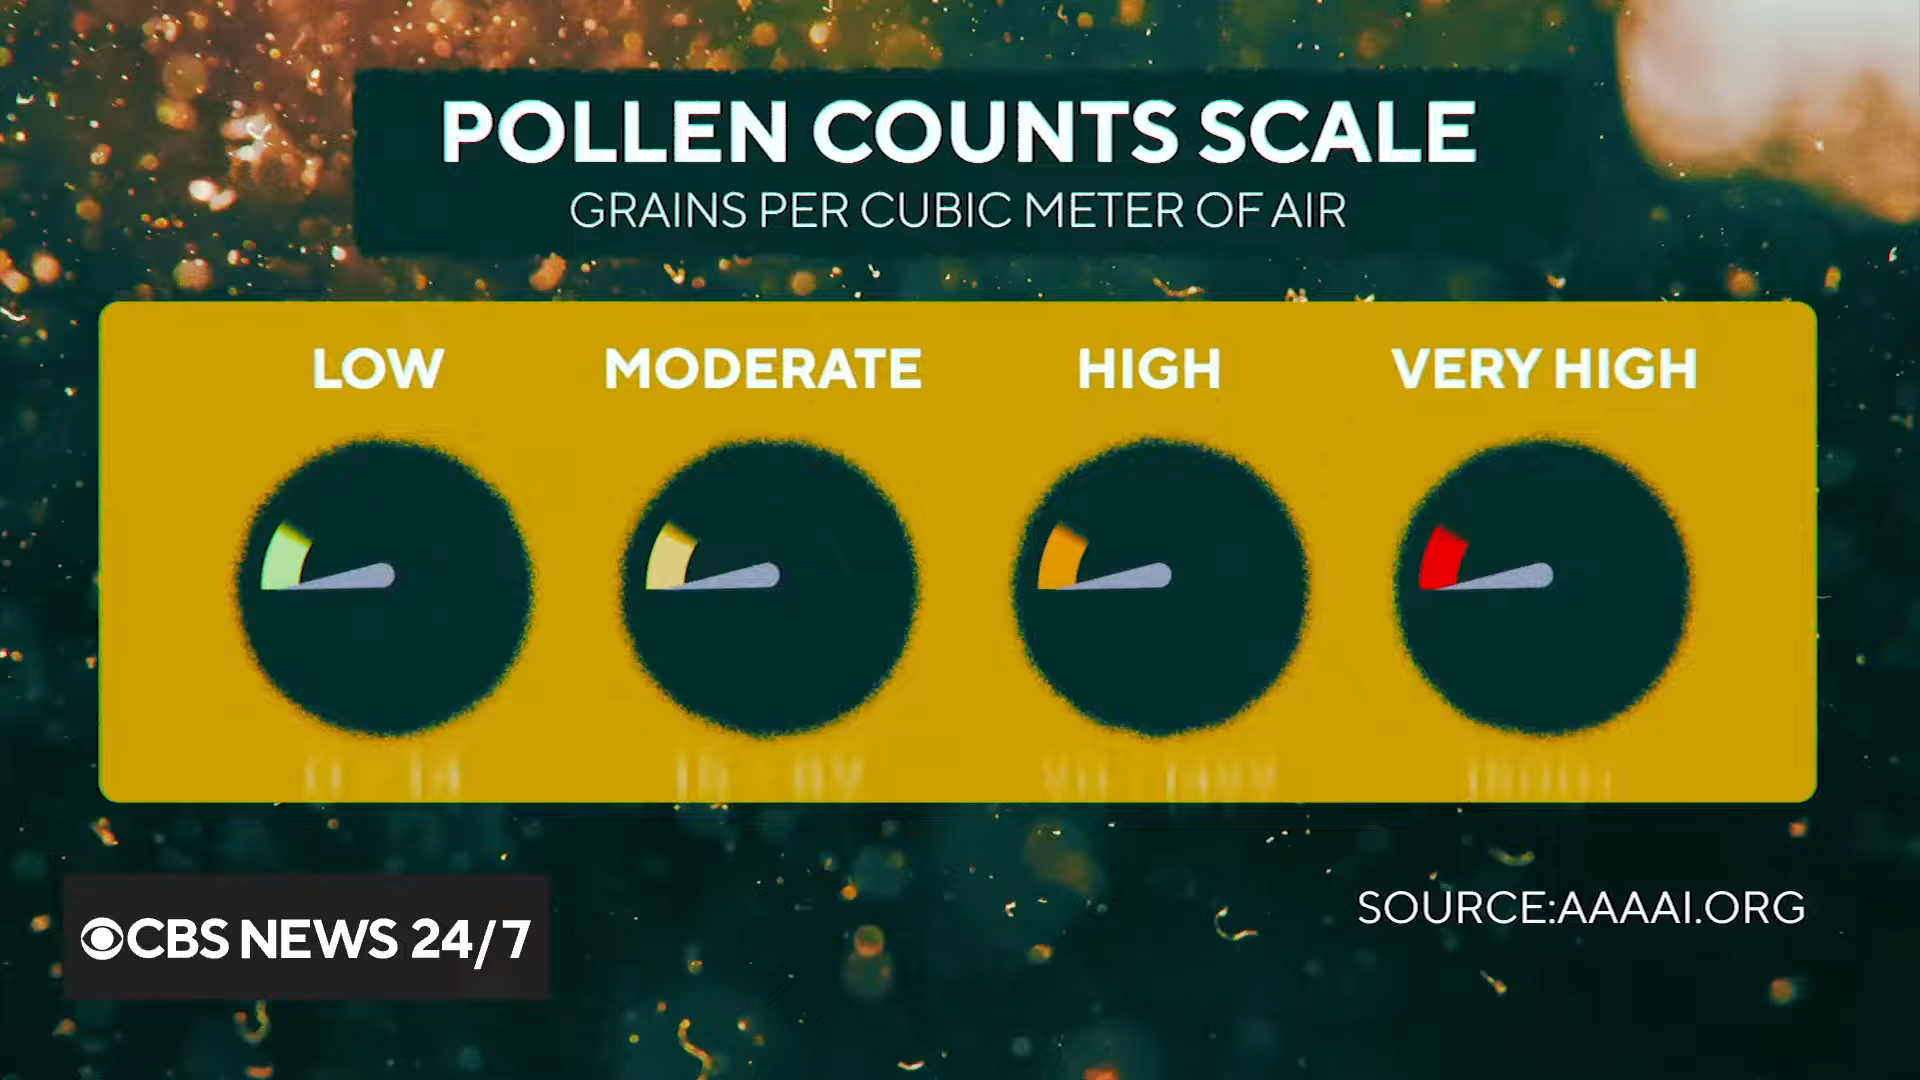 POLLEN COUNTS SCALE
GRAINS PER CUBIC METER OF AIR
LOW MODERATE HIGH VERY HIGH
CBS NEWS 24/7
SOURCE:AAAAI.ORG